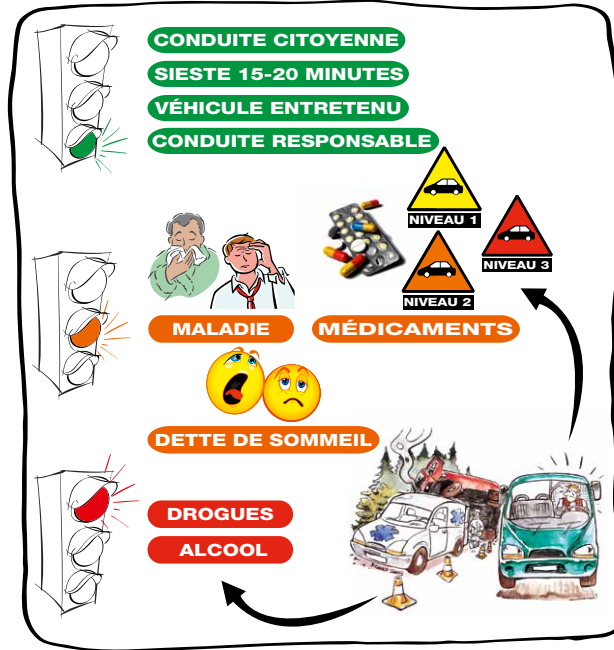 CONDUITE CITOYENNE
SIESTE 15-20 MINUTES
VÉHICULE ENTRETENU
CONDUITE RESPONSABLE
NIVEAU 1
NIVEAU 3
NIVEAU 2
MALADIE
MÉDICAMENTS
DETTE DE SOMMEIL
DROGUES
ALCOOL